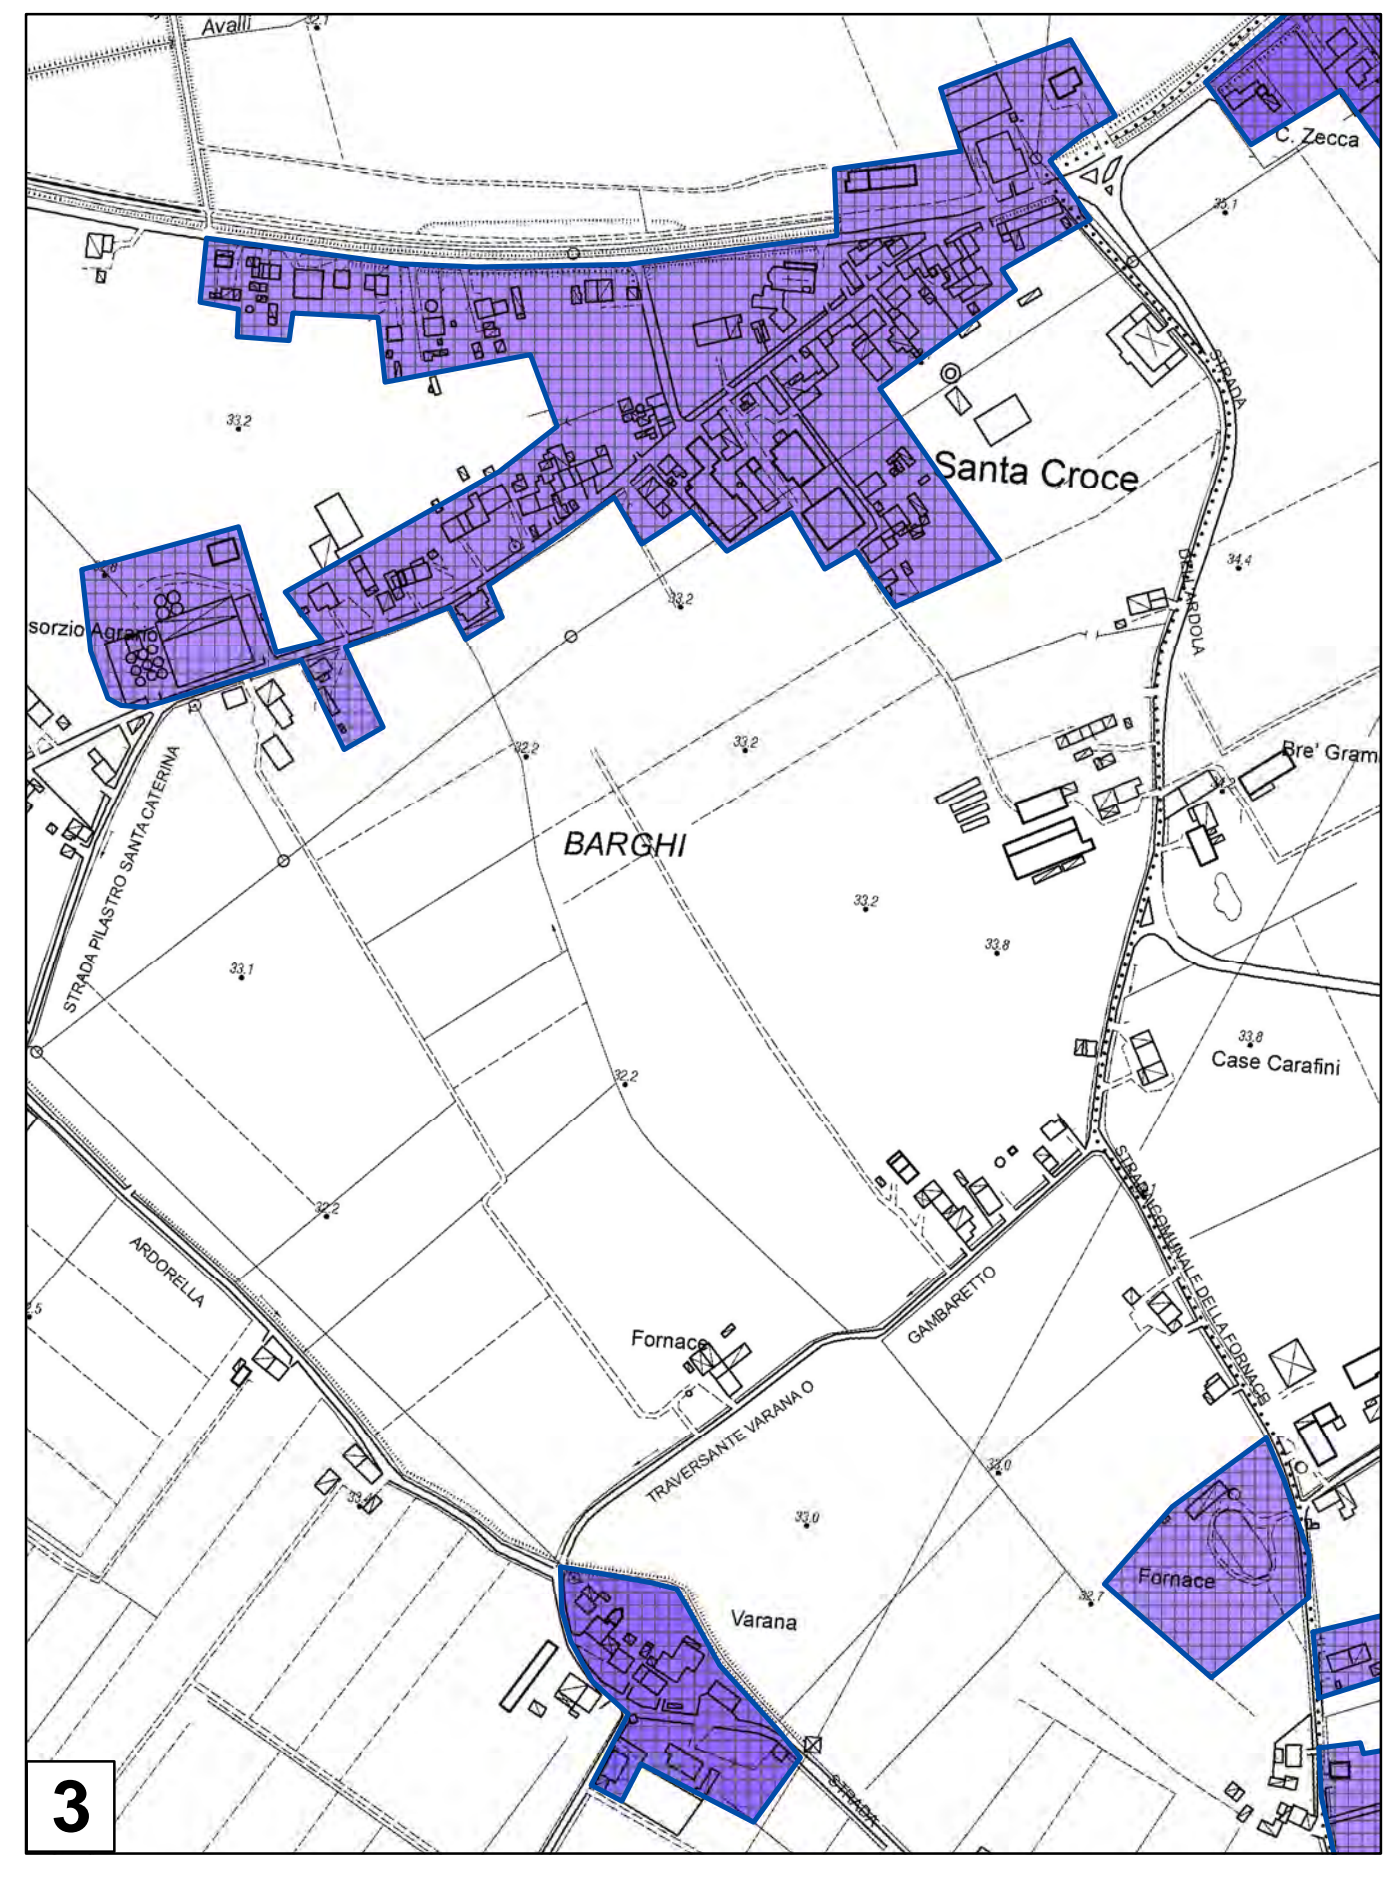 Avalli
C. Zecca
35.1
STRADA
33.2
Santa Croce
34.4
DELL'ARDOLA
33.2
sorzio Agrario
32.2
33.2
Bre' Gram
STRADA PILASTRO SANTA CATERINA
BARGHI
33.2
33.8
33.1
33.8
Case Carafini
32.2
STRADA COMUNALE DELLA FORNACE
32.2
ARDORELLA
GAMBARETTO
Fornace
TRAVERSANTE VARANA O
33.0
33.0
Fornace
32.7
Varana
STRADA
3